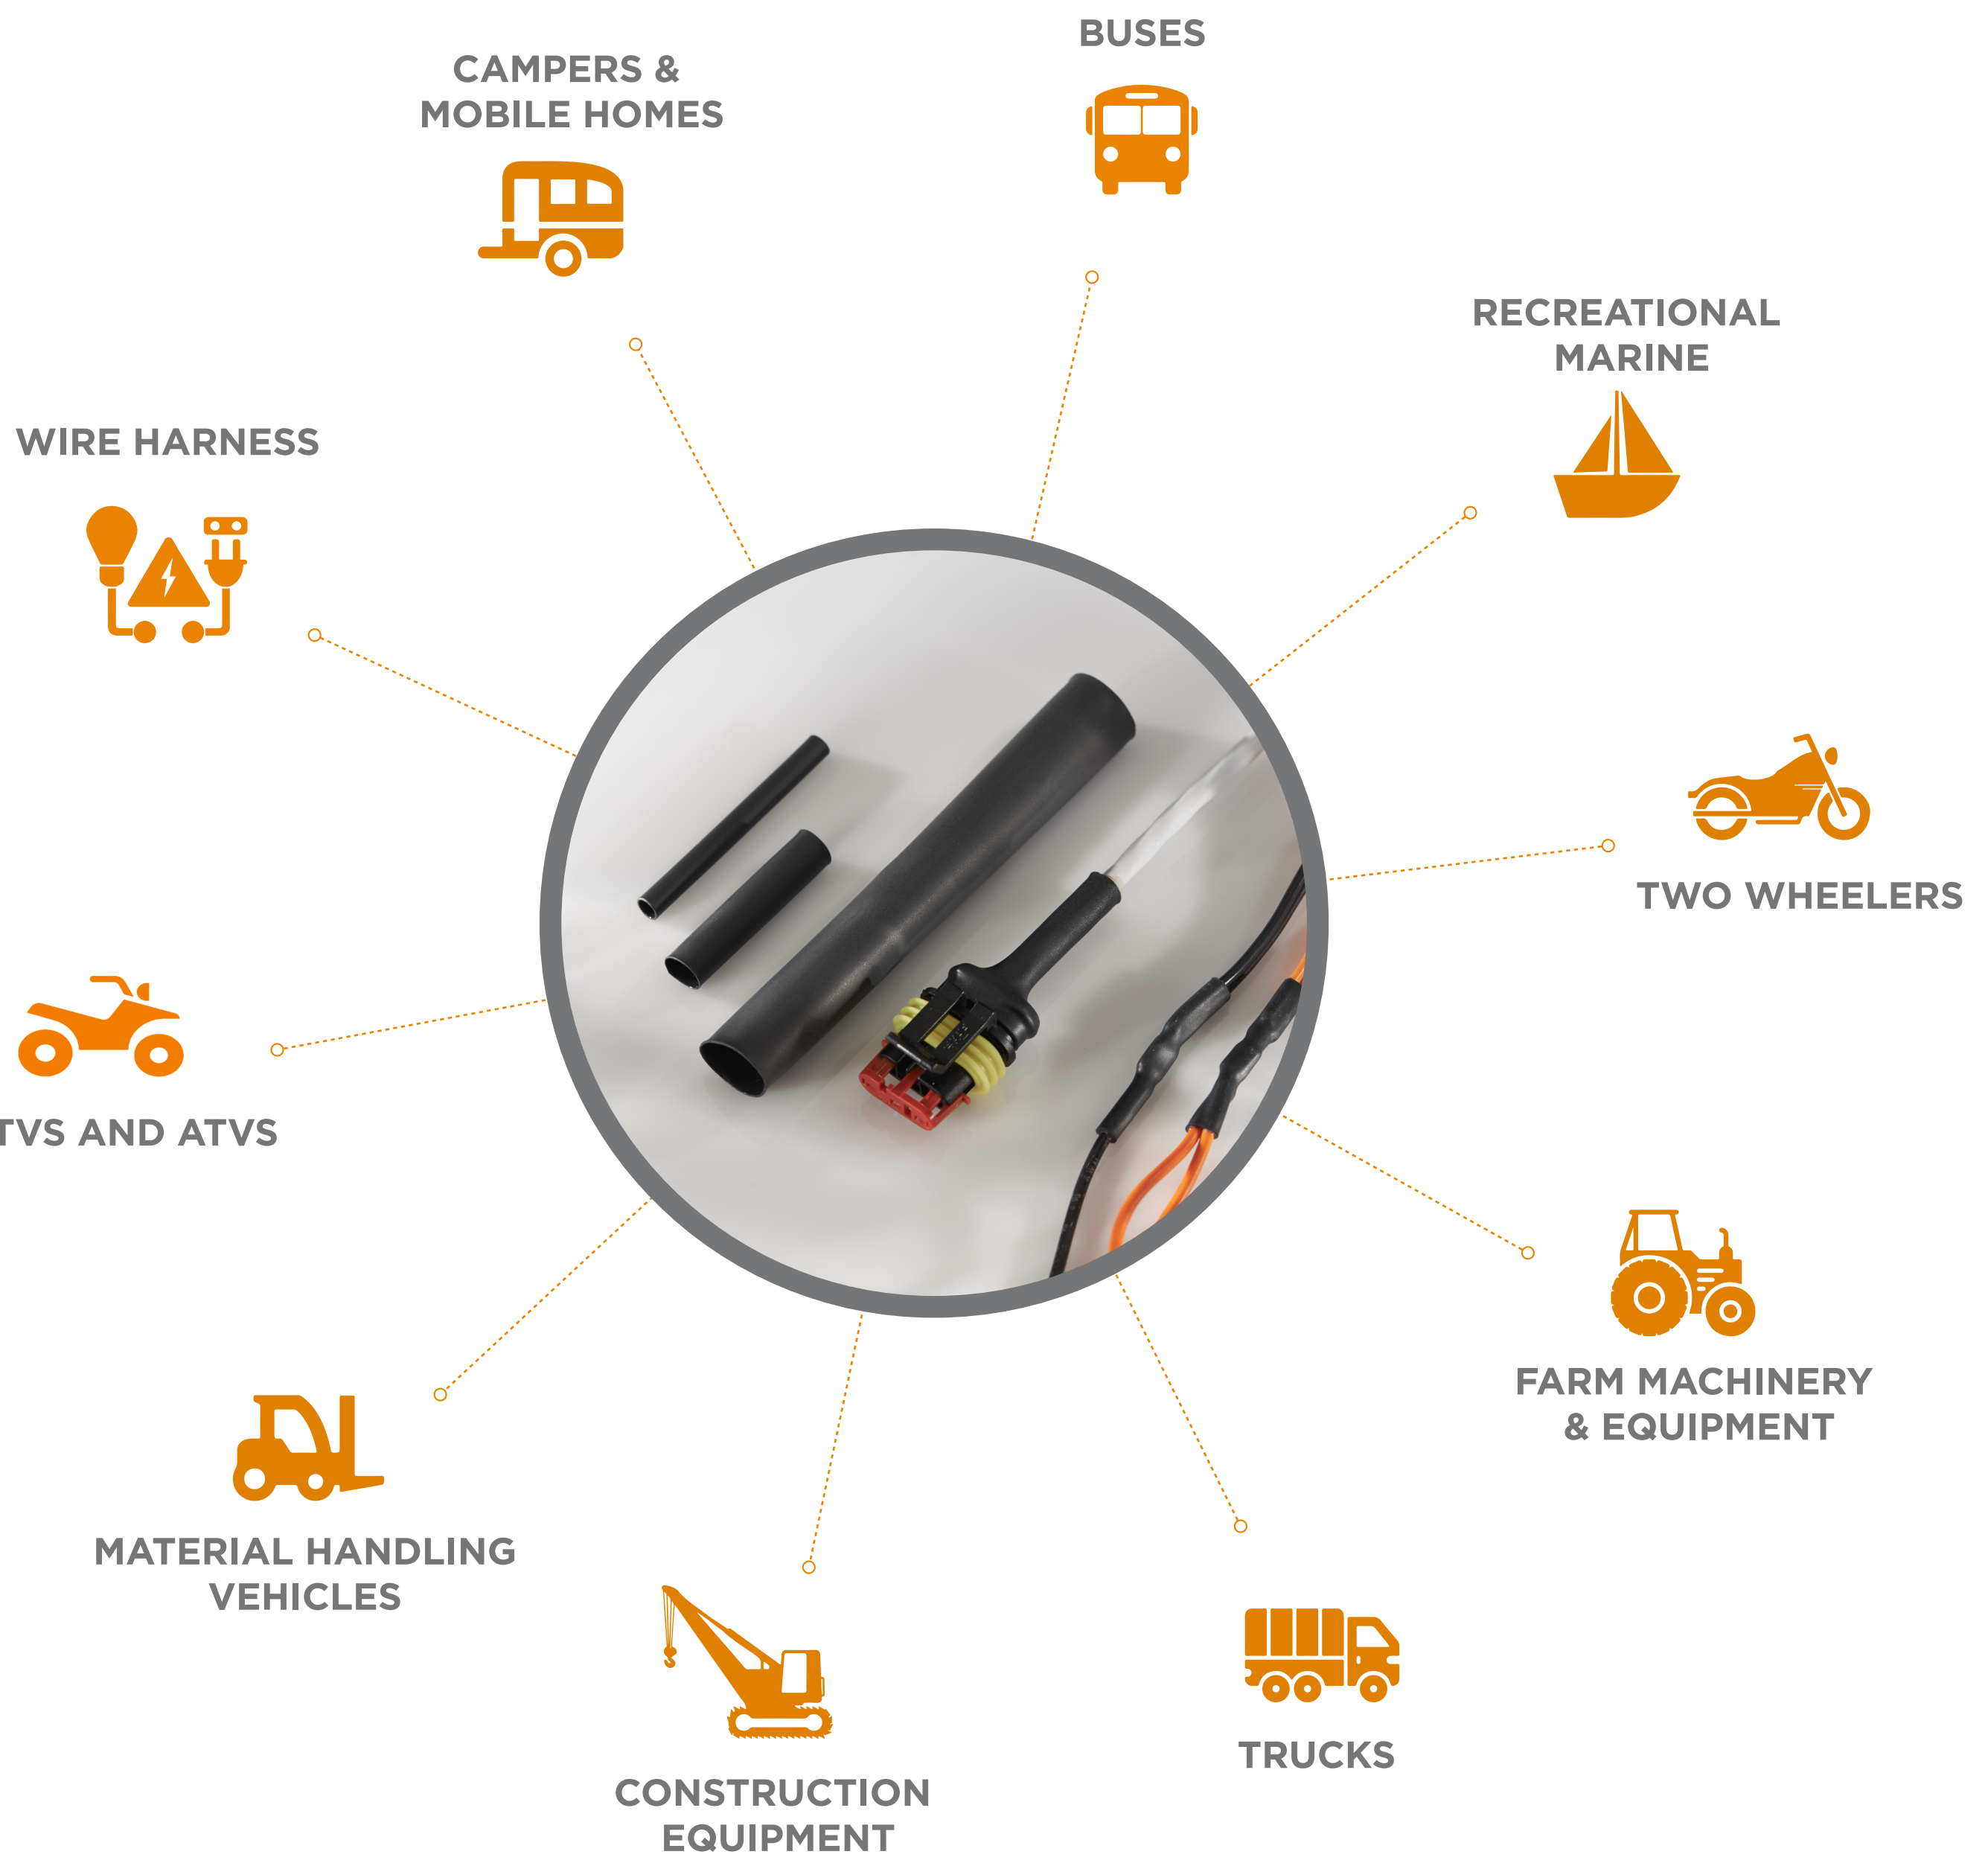 BUSES
CAMPERS &
MOBILE HOMES
RECREATIONAL
MARINE
WIRE HARNESS
TWO WHEELERS
TVS AND ATVS
FARM MACHINERY
& EQUIPMENT
MATERIAL HANDLING
VEHICLES
TRUCKS
CONSTRUCTION
EQUIPMENT